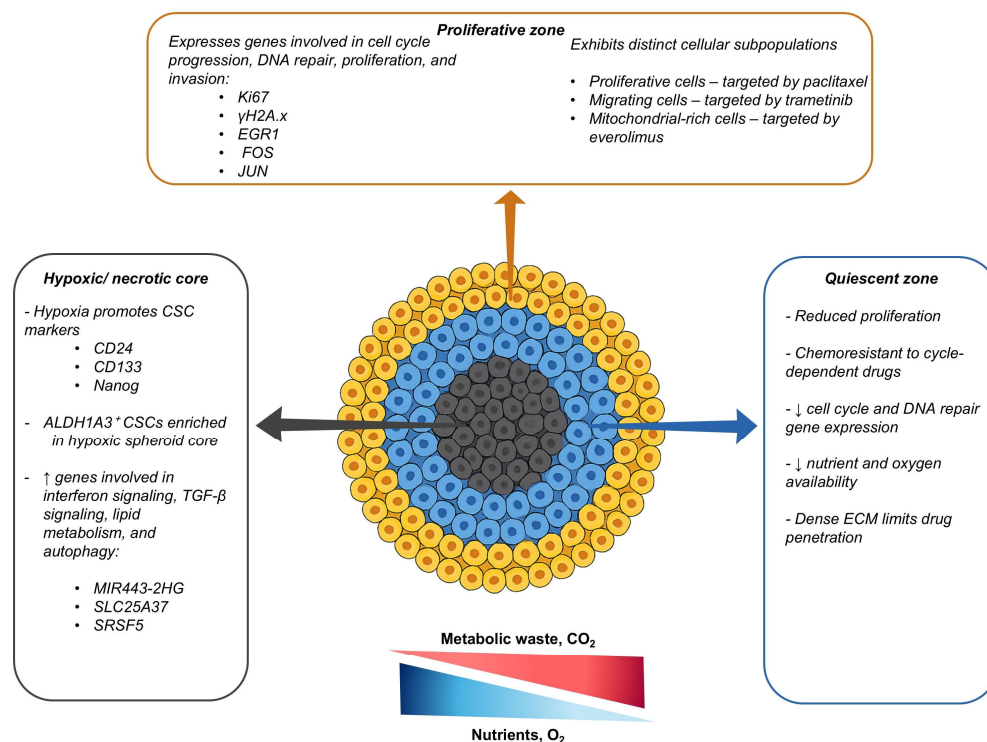 Proliferative zone
Expresses genes involved in cell cycle
progression, DNA repair, proliferation, and
invasion:
• Ki67
• γH2A.x
• EGR1
• FOS
• JUN
Exhibits distinct cellular subpopulations
• Proliferative cells – targeted by paclitaxel
• Migrating cells – targeted by trametinib
• Mitochondrial-rich cells – targeted by
everolimus
Hypoxic/ necrotic core
- Hypoxia promotes CSC
markers
• CD24
• CD133
• Nanog
- ALDH1A3⁺ CSCs enriched
in hypoxic spheroid core
- ↑ genes involved in
interferon signaling, TGF-β
signaling, lipid
metabolism, and
autophagy:
• MIR443-2HG
• SLC25A37
• SRSF5
Quiescent zone
- Reduced proliferation
- Chemoresistant to cycle-
dependent drugs
- ↓ cell cycle and DNA repair
gene expression
- ↓ nutrient and oxygen
availability
- Dense ECM limits drug
penetration
Metabolic waste, CO₂
Nutrients, O₂